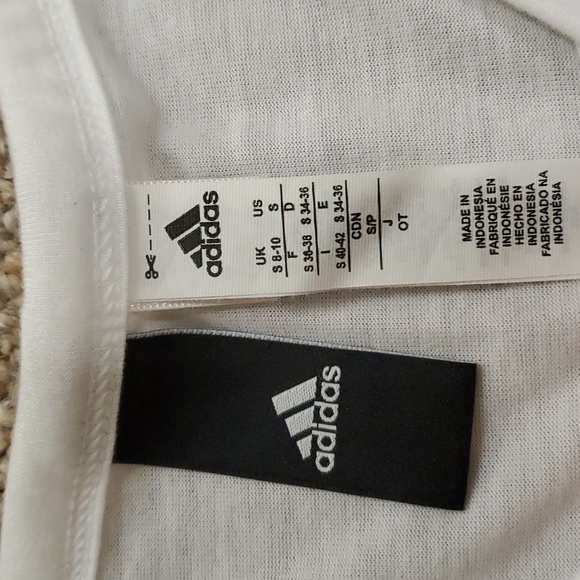 adidas
UK US
S 8-10 S
F D
S 36-38 S 34-36
I E
S 40-42 S 34-36
CDN
S/P
J
OT
MADE IN
INDONESIA
FABRIQUÉ EN
INDONÉSIE
HECHO EN
INDONESIA
FABRICADO NA
INDONESIA
adidas